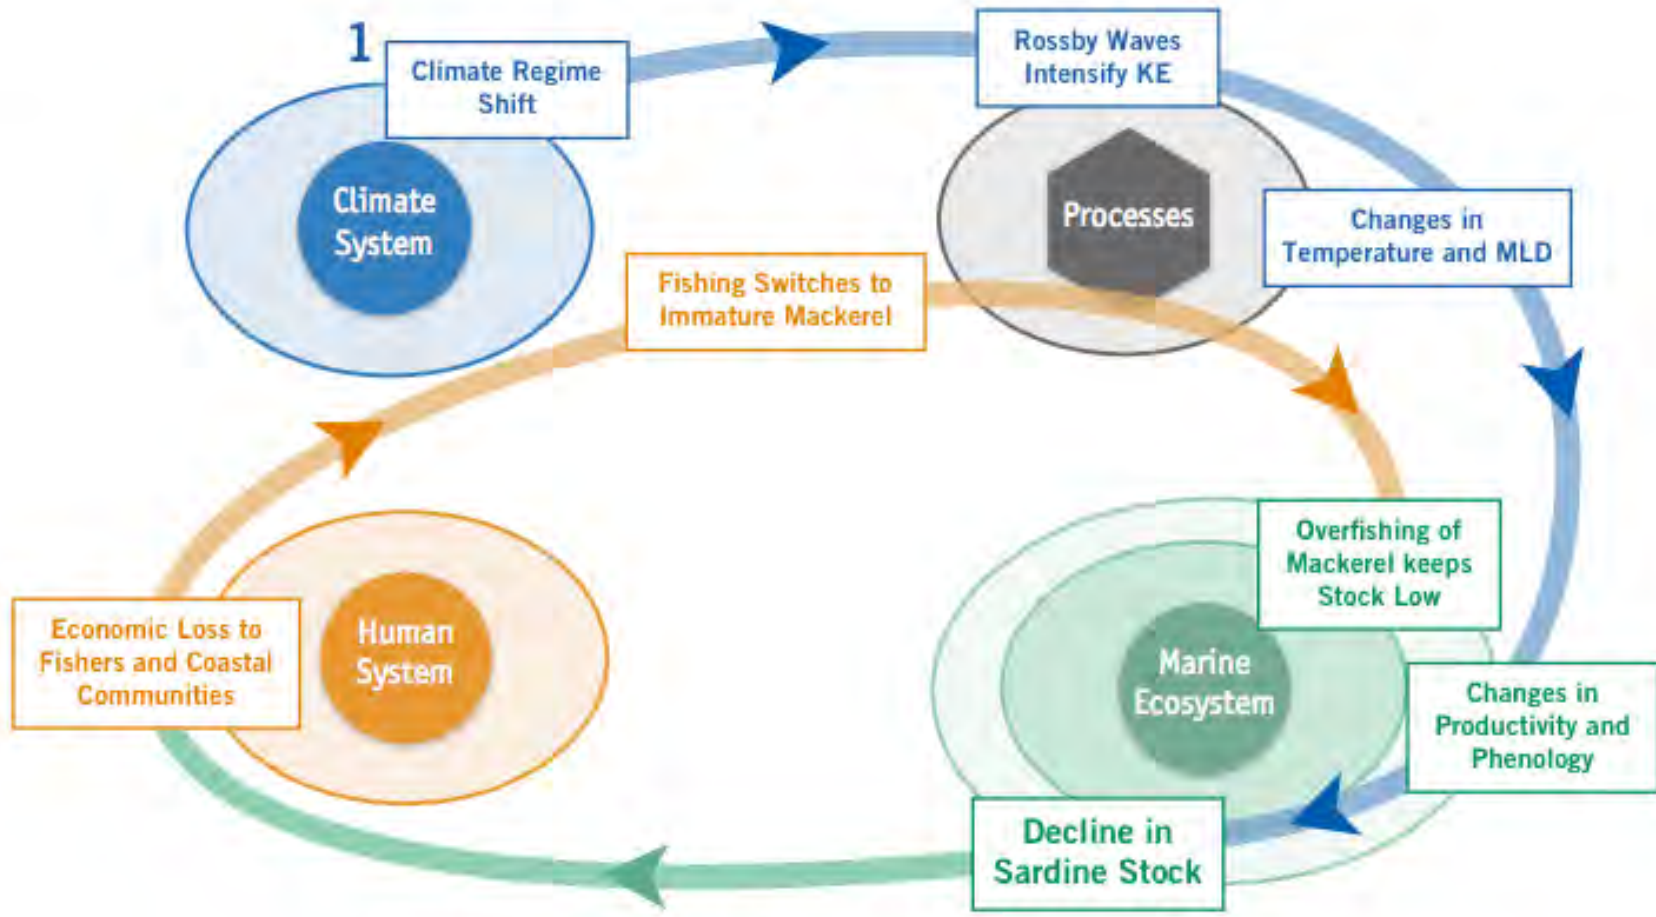 1
Climate Regime
Shift
Rossby Waves
Intensify KE
Climate
System
Processes
Changes in
Temperature and MLD
Fishing Switches to
Immature Mackerel
Overfishing of
Mackerel keeps
Stock Low
Economic Loss to
Fishers and Coastal
Communities
Human
System
Marine
Ecosystem
Changes in
Productivity and
Phenology
Decline in
Sardine Stock